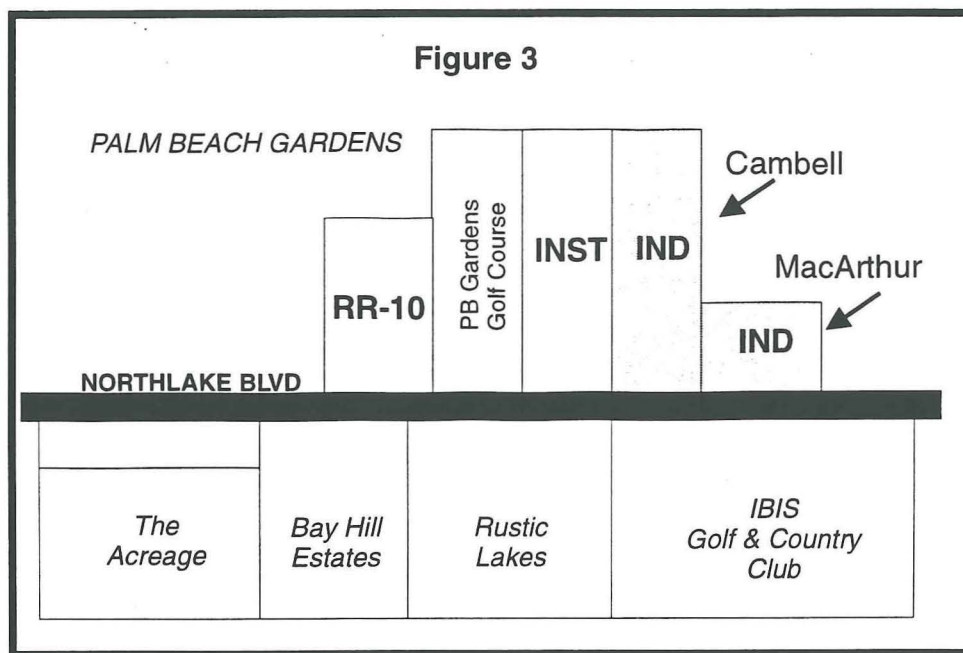 Figure 3
PALM BEACH GARDENS
Cambell
MacArthur
RR-10
PB Gardens
Golf Course
INST
IND
IND
NORTHLAKE BLVD
The
Acreage
Bay Hill
Estates
Rustic
Lakes
IBIS
Golf & Country
Club